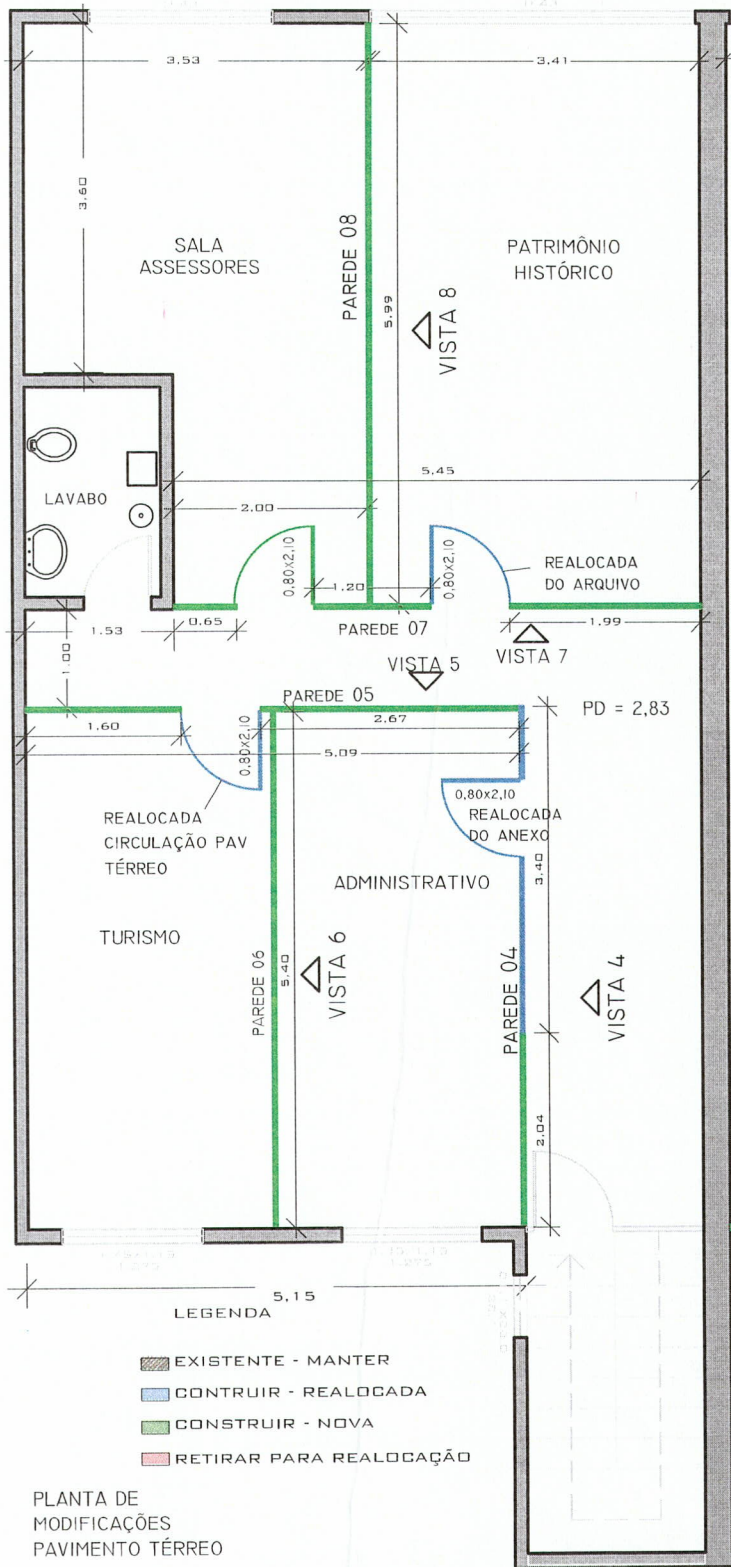 3.53
3.41
3.60
SALA
ASSESSORES
PAREDE 08
5.99
VISTA 8
PATRIMÔNIO
HISTÓRICO
5.45
LAVABO
2.00
0,80X2,10
1.20
0,80X2,10
REALOCADA
DO ARQUIVO
1.53
0.65
PAREDE 07
1.99
1.00
VISTA 5
VISTA 7
PAREDE 05
PD = 2,83
1.60
2.67
5.09
0,80X2,10
0,80X2,10
REALOCADA
DO ANEXO
REALOCADA
CIRCULAÇÃO PAV
TÉRREO
3.40
ADMINISTRATIVO
TURISMO
PAREDE 06
5.40
VISTA 6
PAREDE 04
VISTA 4
2.04
5,15
LEGENDA
EXISTENTE - MANTER
CONTRUIR - REALOCADA
CONSTRUIR - NOVA
RETIRAR PARA REALOCAÇÃO
PLANTA DE
MODIFICAÇÕES
PAVIMENTO TÉRREO